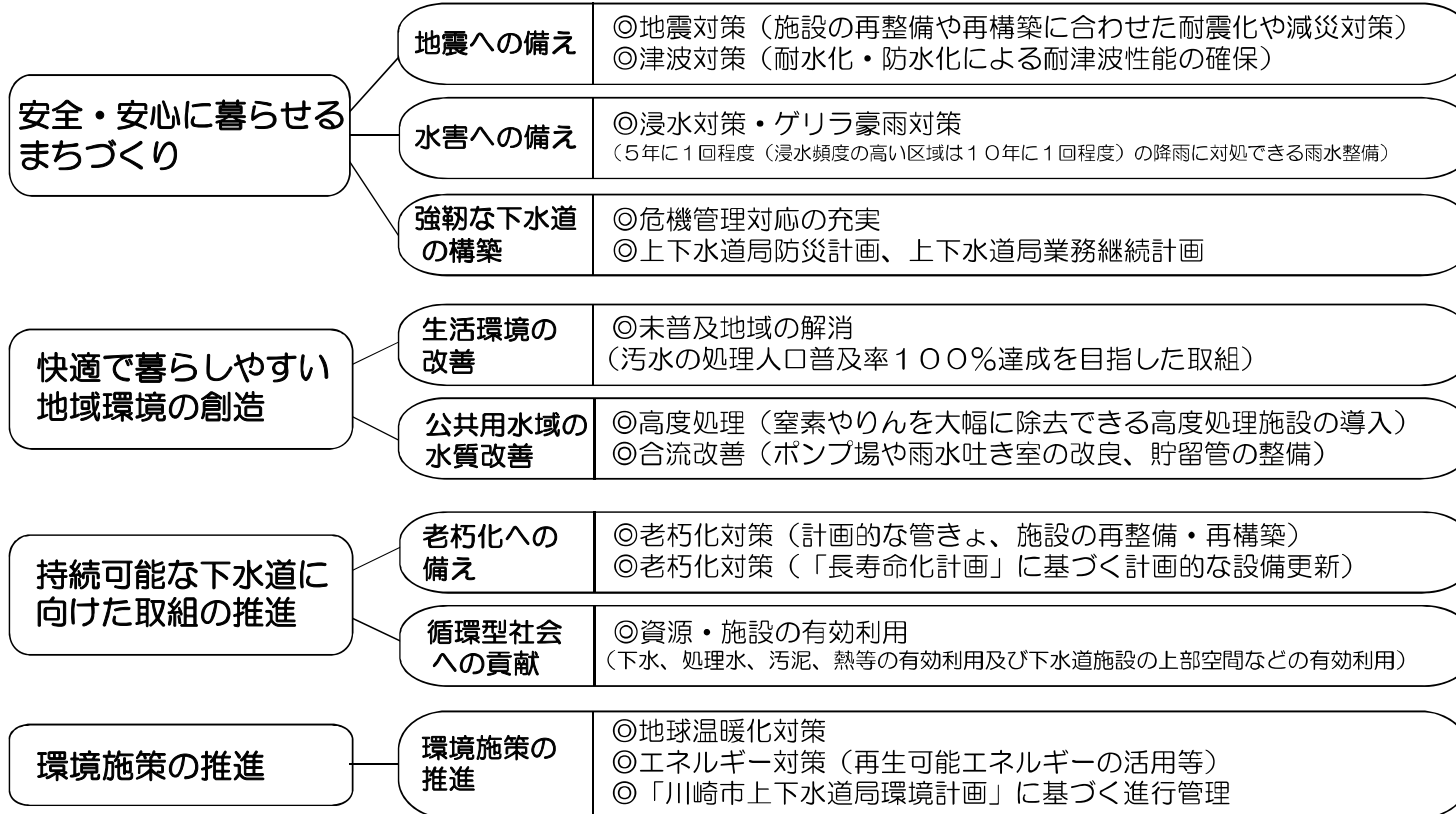 安全・安心に暮らせる
まちづくり
地震への備え
◎地震対策（施設の再整備や再構築に合わせた耐震化や減災対策）
◎津波対策（耐水化・防水化による耐津波性能の確保）
水害への備え
◎浸水対策・ゲリラ豪雨対策
（５年に１回程度（浸水頻度の高い区域は１０年に１回程度）の降雨に対処できる雨水整備）
強靭な下水道
の構築
◎危機管理対応の充実
◎上下水道局防災計画、上下水道局業務継続計画
快適で暮らしやすい
地域環境の創造
生活環境の
改善
◎未普及地域の解消
（汚水の処理人口普及率１００％達成を目指した取組）
公共用水域の
水質改善
◎高度処理（窒素やりんを大幅に除去できる高度処理施設の導入）
◎合流改善（ポンプ場や雨水吐き室の改良、貯留管の整備）
持続可能な下水道に
向けた取組の推進
老朽化への
備え
◎老朽化対策（計画的な管きょ、施設の再整備・再構築）
◎老朽化対策（「長寿命化計画」に基づく計画的な設備更新）
循環型社会
への貢献
◎資源・施設の有効利用
（下水、処理水、汚泥、熱等の有効利用及び下水道施設の上部空間などの有効利用）
環境施策の推進
環境施策の
推進
◎地球温暖化対策
◎エネルギー対策（再生可能エネルギーの活用等）
◎「川崎市上下水道局環境計画」に基づく進行管理